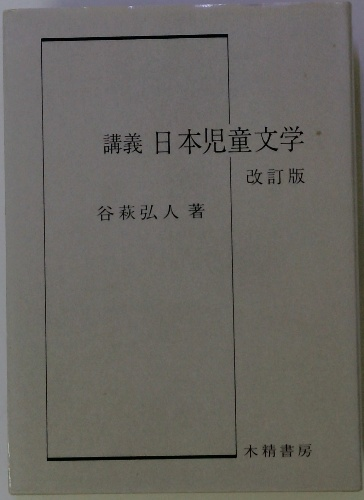 講義 日本児童文学
改訂版
谷萩弘人 著
木精書房